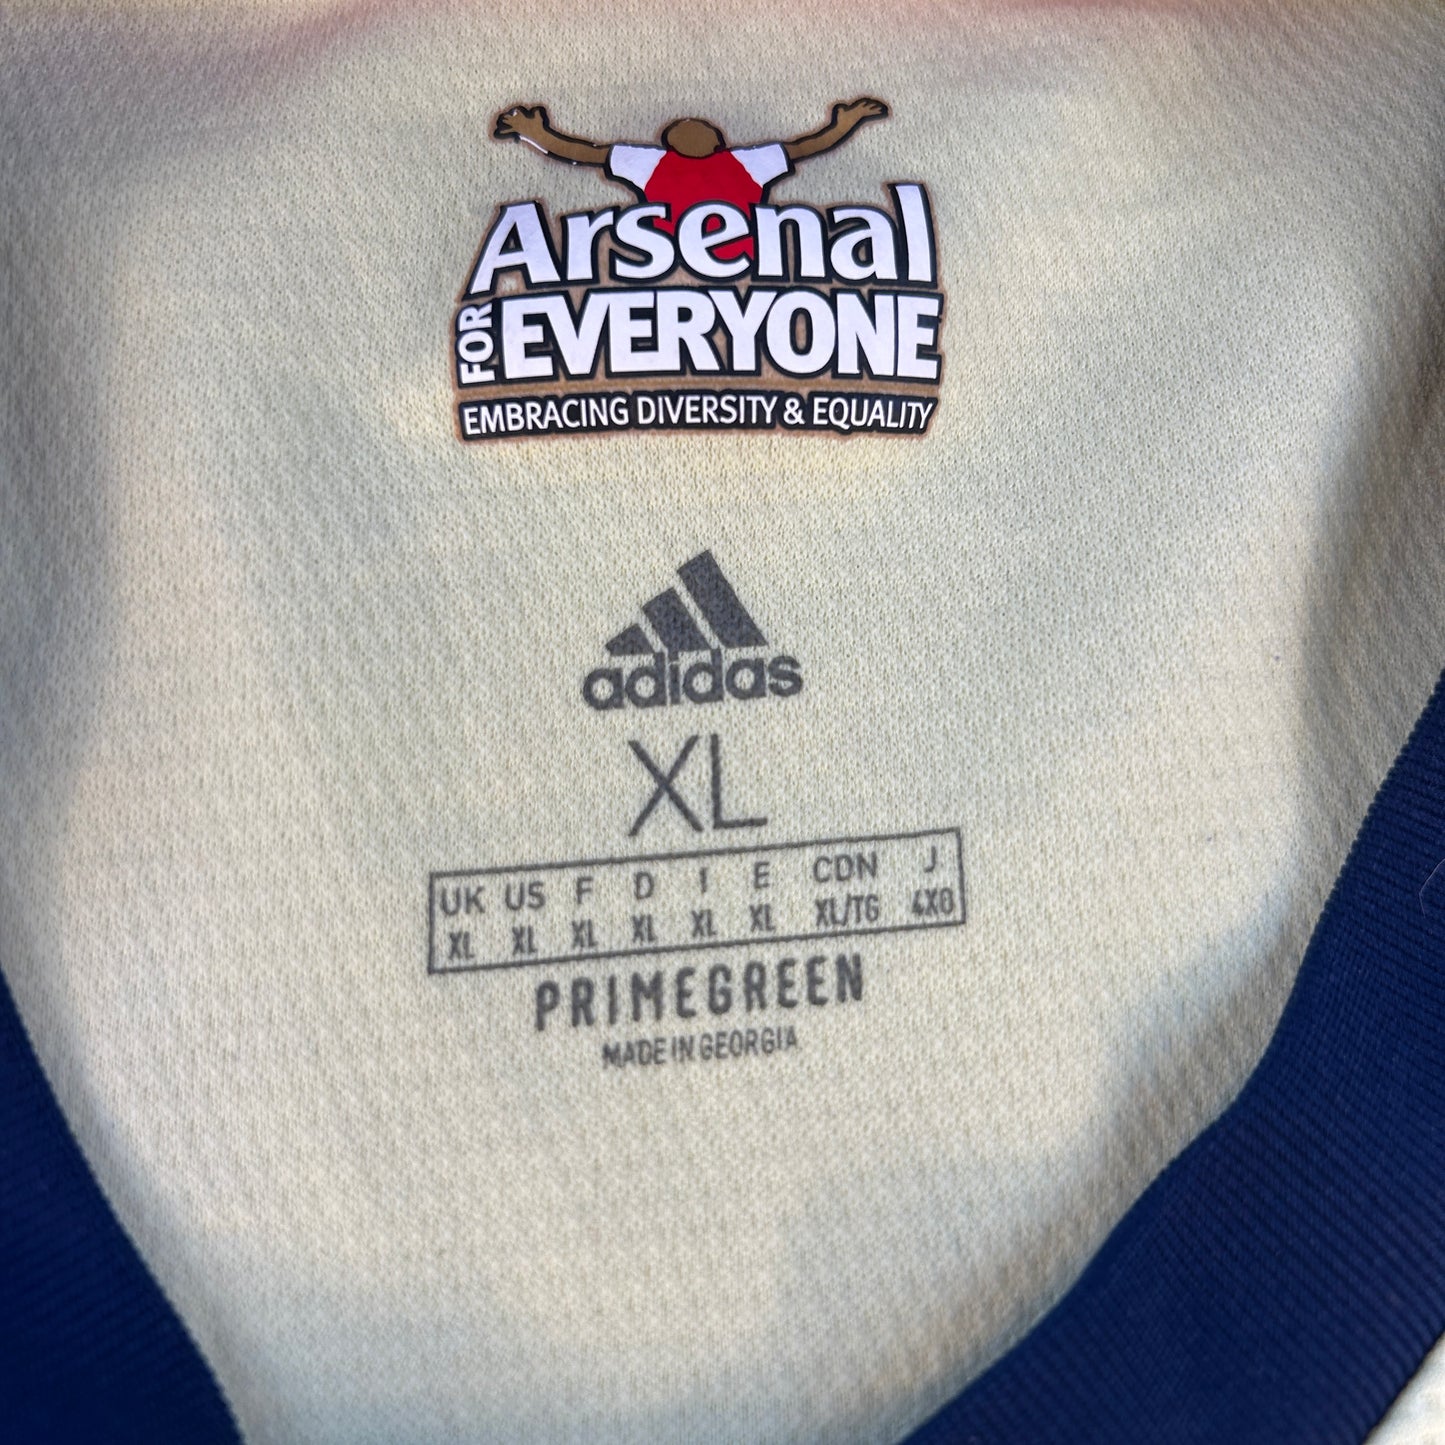 Arsenal
FOR EVERYONE
EMBRACING DIVERSITY & EQUALITY
adidas
XL
UK US F D I E CDN J
XL XL XL XL XL XL XL/TG 4XO
PRIMEGREEN
MADE IN GEORGIA